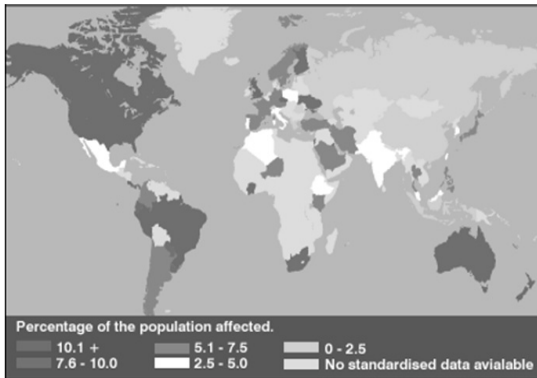 Percentage of the population affected.
10.1 + 5.1 - 7.5 0 - 2.5
7.6 - 10.0 2.5 - 5.0 No standardised data avialable